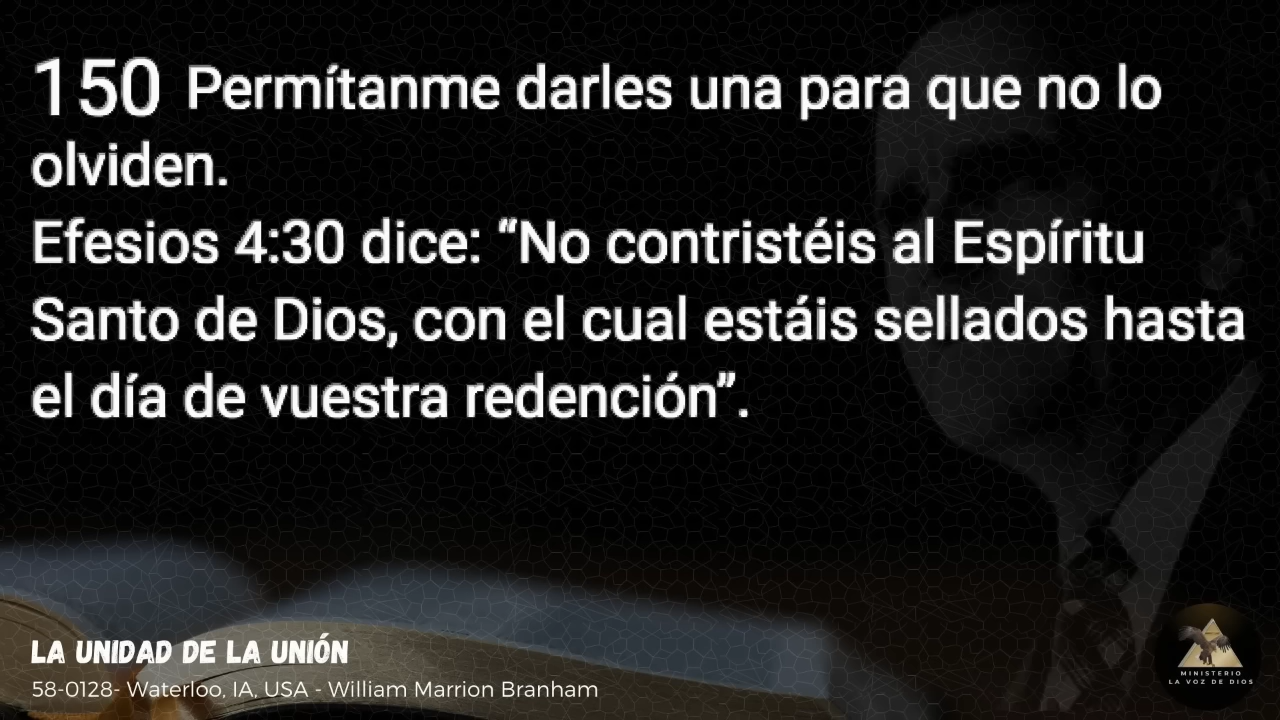 150 Permítanme darles una para que no lo
olviden.
Efesios 4:30 dice: “No contristéis al Espíritu
Santo de Dios, con el cual estáis sellados hasta
el día de vuestra redención”.
LA UNIDAD DE LA UNIÓN
58-0128- Waterloo, IA, USA - William Marrion Branham
MINISTERIO
LA VOZ DE DIOS